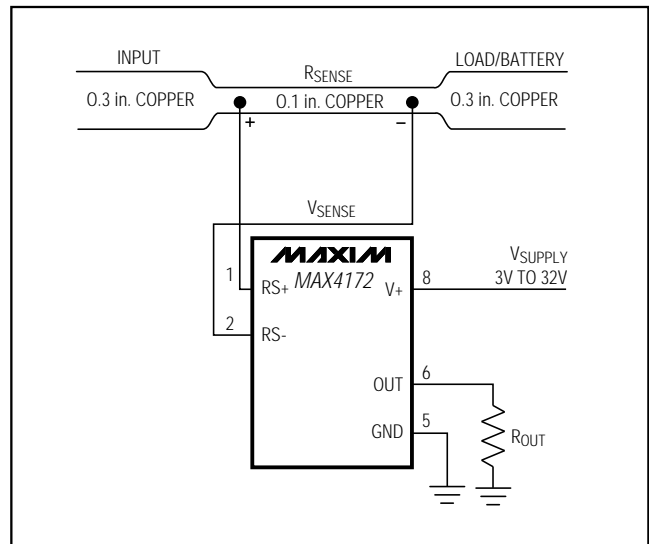 INPUT
RSENSE
LOAD/BATTERY
0.3 in. COPPER
0.1 in. COPPER
0.3 in. COPPER
+
–
VSENSE
MAXIM
MAX4172
VSUPPLY
3V TO 32V
1
RS+
V+
8
2
RS-
OUT
6
GND
5
ROUT